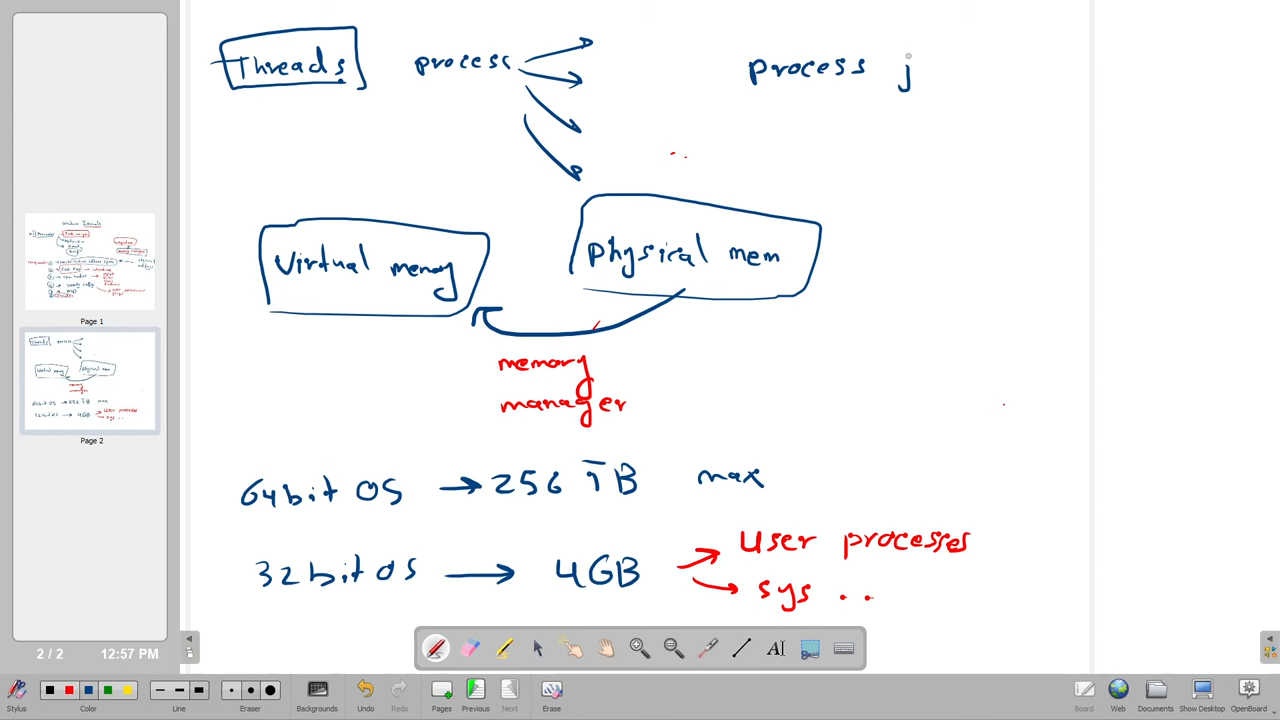 Threads process process j
Virtual memory Physical mem
memory
manager
64bit OS → 256 TB max
32bit OS → 4GB User processes
sys ..
Page 1
Page 2
2 / 2 12:57 PM
Stylus Color Line Eraser Backgrounds Undo Redo Pages Previous Next Erase Board Web Documents Show Desktop OpenBoard